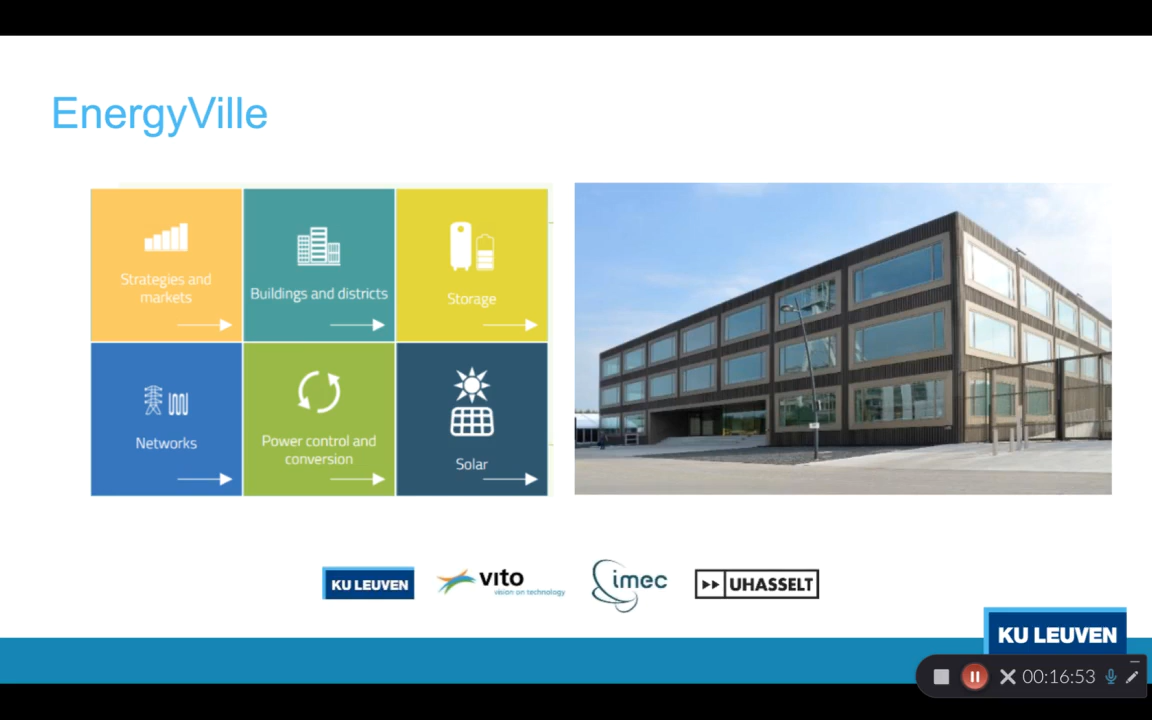 EnergyVille
Strategies and
markets
Buildings and districts
Storage
Networks
Power control and
conversion
Solar
KU LEUVEN
vito
vision on technology
imec
UHASSELT
KU LEUVEN
00:16:53